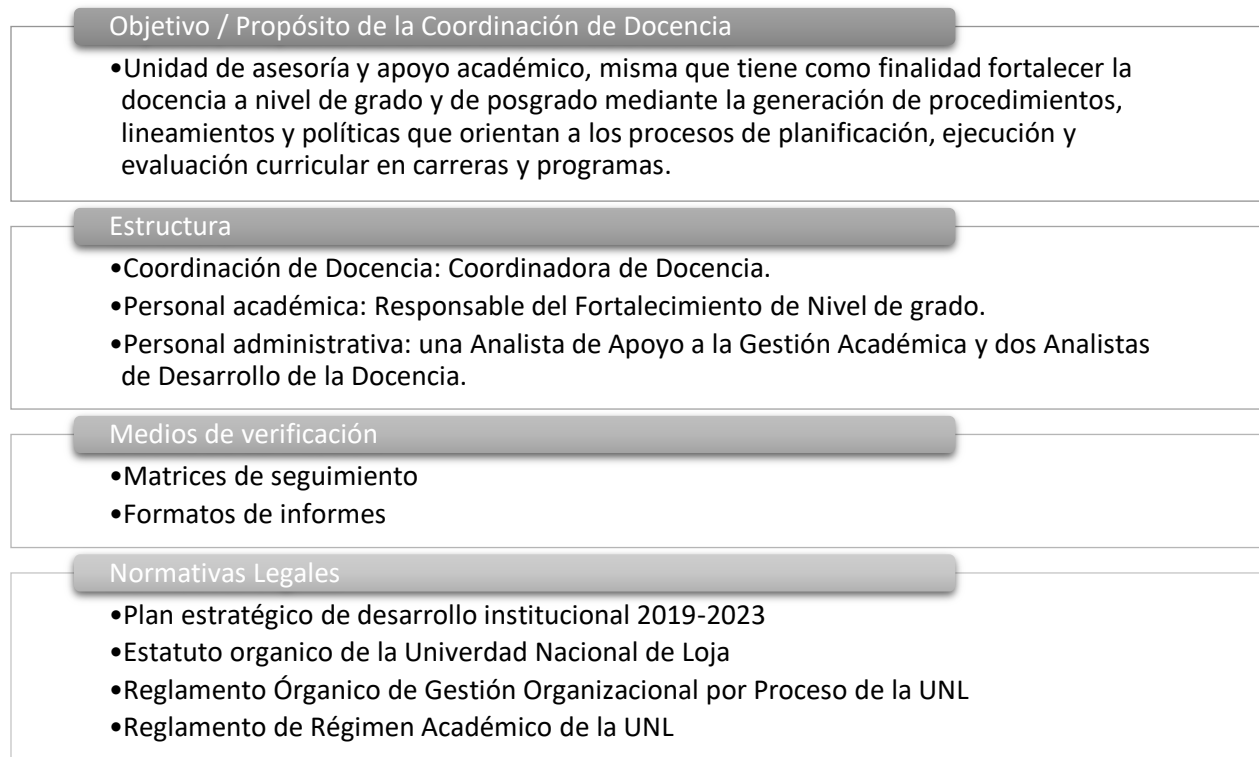 Objetivo / Propósito de la Coordinación de Docencia
•Unidad de asesoría y apoyo académico, misma que tiene como finalidad fortalecer la
docencia a nivel de grado y de posgrado mediante la generación de procedimientos,
lineamientos y políticas que orientan a los procesos de planificación, ejecución y
evaluación curricular en carreras y programas.
Estructura
•Coordinación de Docencia: Coordinadora de Docencia.
•Personal académica: Responsable del Fortalecimiento de Nivel de grado.
•Personal administrativa: una Analista de Apoyo a la Gestión Académica y dos Analistas
de Desarrollo de la Docencia.
Medios de verificación
•Matrices de seguimiento
•Formatos de informes
Normativas Legales
•Plan estratégico de desarrollo institucional 2019-2023
•Estatuto organico de la Univerdad Nacional de Loja
•Reglamento Órganico de Gestión Organizacional por Proceso de la UNL
•Reglamento de Régimen Académico de la UNL